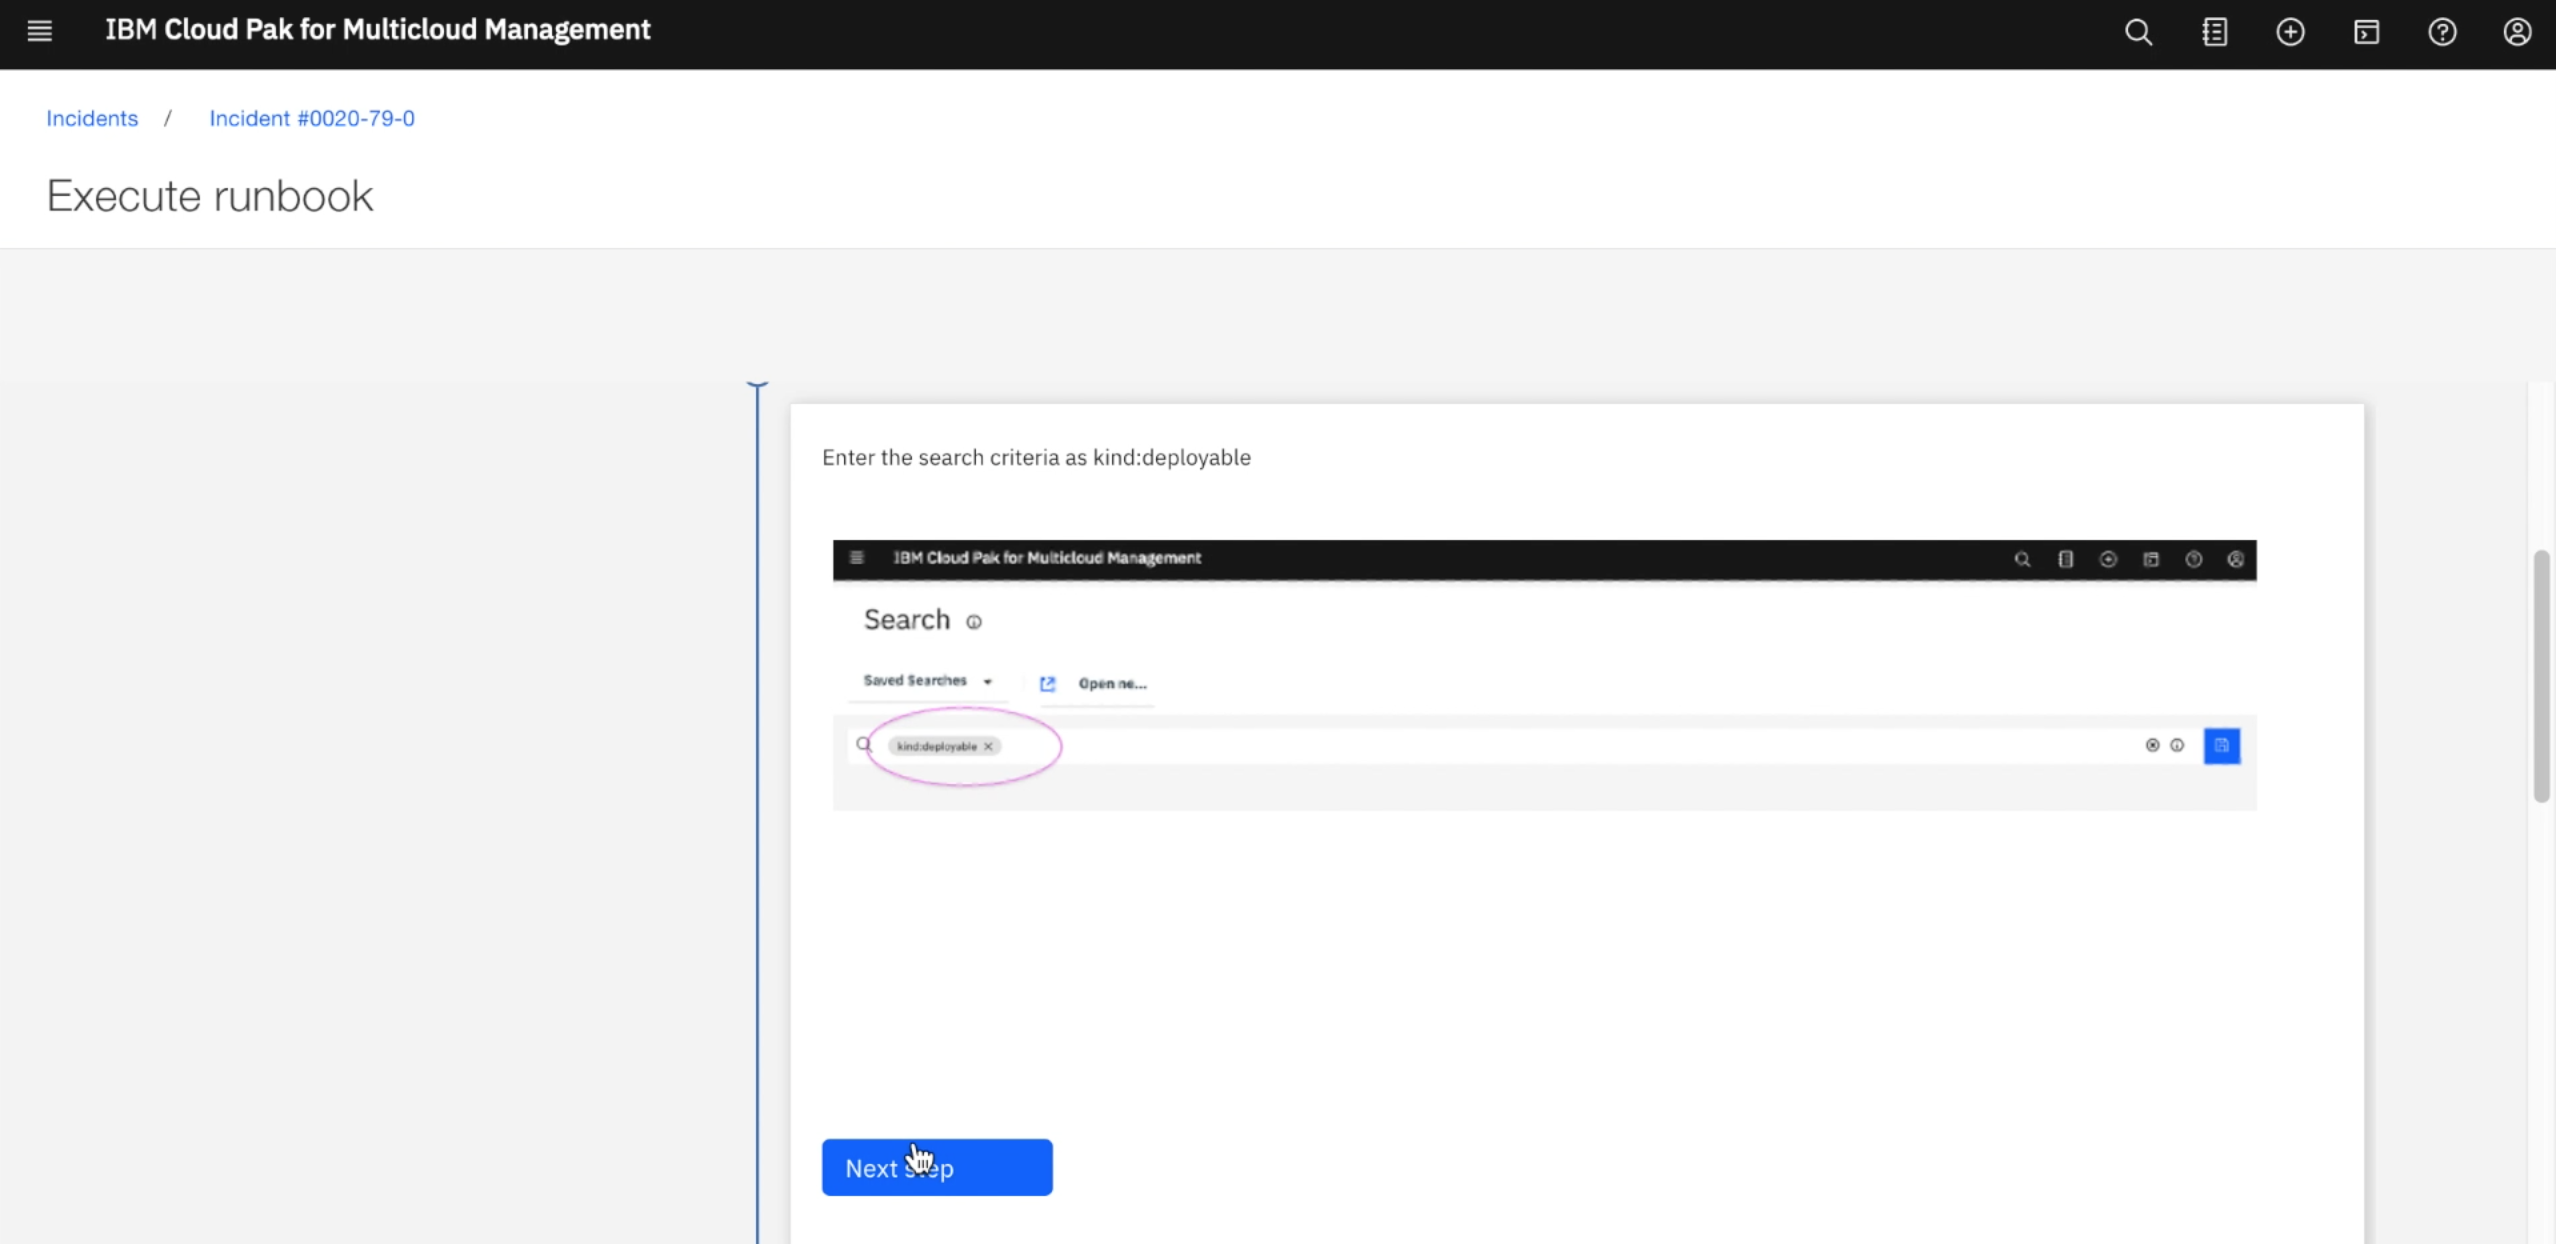 IBM Cloud Pak for Multicloud Management
Incidents / Incident #0020-79-0
Execute runbook
Enter the search criteria as kind:deployable
IBM Cloud Pak for Multicloud Management
Search
Saved Searches Open ne...
kind:deployable
Next step